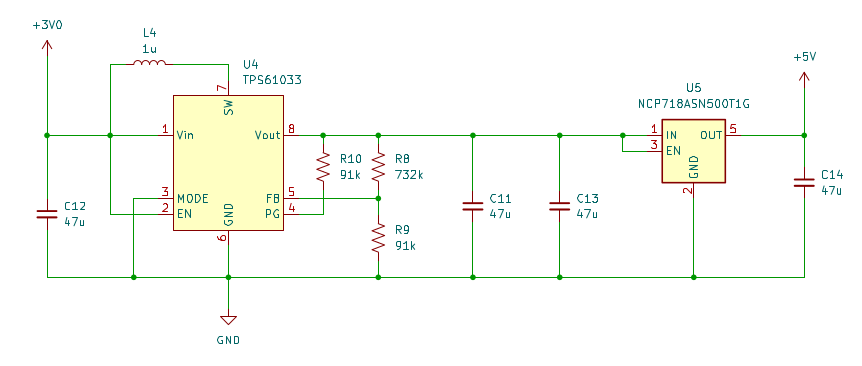 +3V0
L4
1u
U4
TPS61033
7
SW
1
Vin
Vout
8
3
MODE
2
EN
GND
6
FB
5
PG
4
R10
91k
R8
732k
R9
91k
C12
47u
C11
47u
C13
47u
U5
NCP718ASN500T1G
1
IN
OUT
5
3
EN
GND
2
+5V
C14
47u
GND